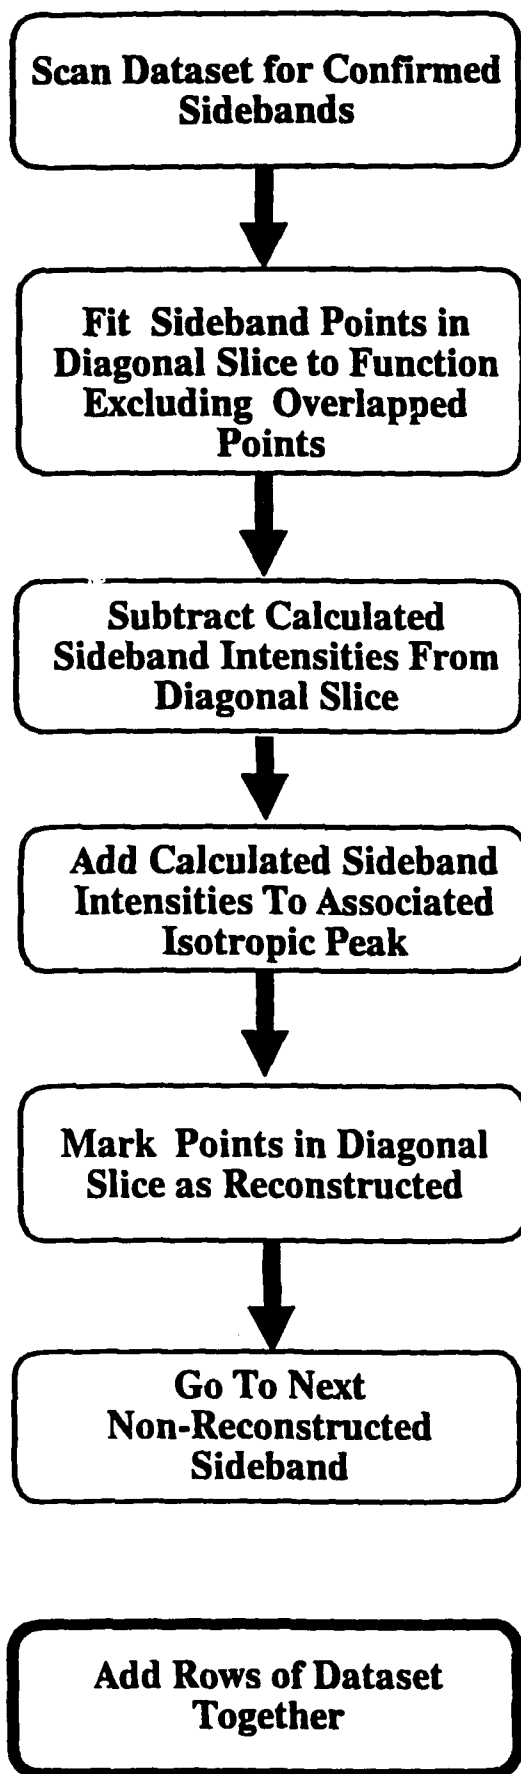 Scan Dataset for Confirmed
Sidebands
Fit Sideband Points in
Diagonal Slice to Function
Excluding Overlapped
Points
Subtract Calculated
Sideband Intensities From
Diagonal Slice
Add Calculated Sideband
Intensities To Associated
Isotropic Peak
Mark Points in Diagonal
Slice as Reconstructed
Go To Next
Non-Reconstructed
Sideband
Add Rows of Dataset
Together